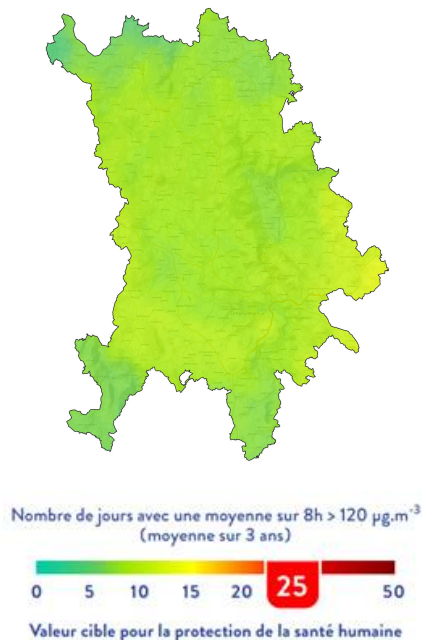 Nombre de jours avec une moyenne sur 8h > 120 µg.m⁻³
(moyenne sur 3 ans)
0 5 10 15 20 25 50
Valeur cible pour la protection de la santé humaine